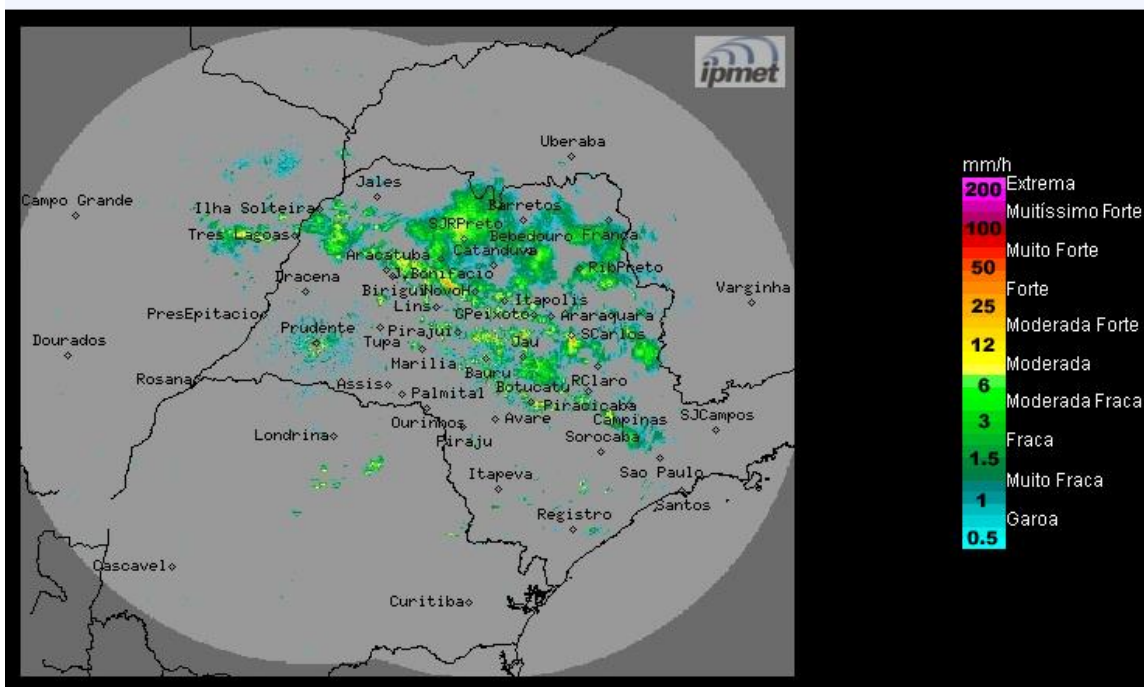 ipmet
Uberaba
Jales
Campo Grande
Ilha Solteira
Barretos
SJRPreto
Tres Lagoas
Bebedouro
Franca
Catanduva
Aracatuba
J.Bonifacio
RibPreto
Dracena
Birigui
NovoH
Itapolis
Varginha
Lins
PresEpitacio
GPeixoto
Araraquara
Prudente
Pirajui
SCarlos
Dourados
Tupa
Jau
Marilia
Bauru
Rosana
Assis
RClaro
Palmital
Botucatu
Piracicaba
Ourinhos
Avare
Campinas
SJCampos
Londrina
Piraju
Sorocaba
Itapeva
Sao Paulo
Santos
Registro
Cascavel
Curitiba
mm/h
200 Extrema
Muitíssimo Forte
100
Muito Forte
50
Forte
25
Moderada Forte
12
Moderada
6
Moderada Fraca
3
Fraca
1.5
Muito Fraca
1
Garoa
0.5